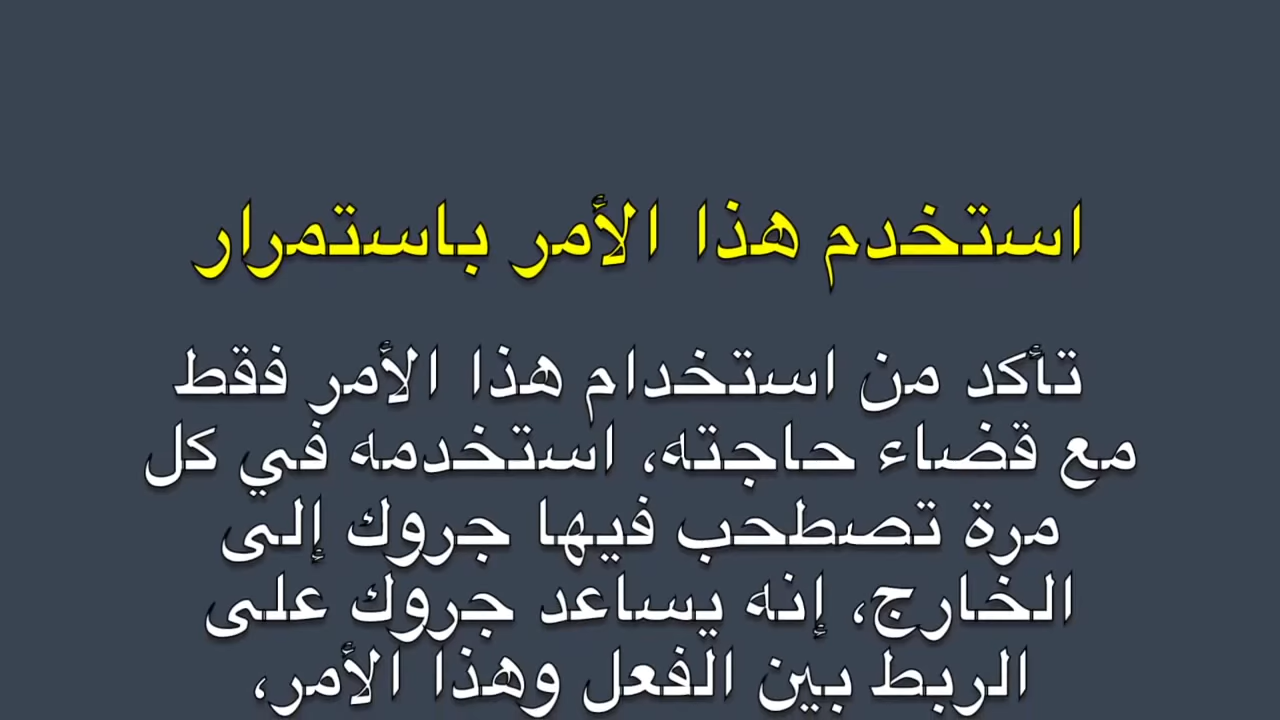 استخدم هذا الأمر باستمرار
تأكد من استخدام هذا الأمر فقط
مع قضاء حاجته، استخدمه في كل
مرة تصطحب فيها جروك إلى
الخارج، إنه يساعد جروك على
الربط بين الفعل وهذا الأمر،